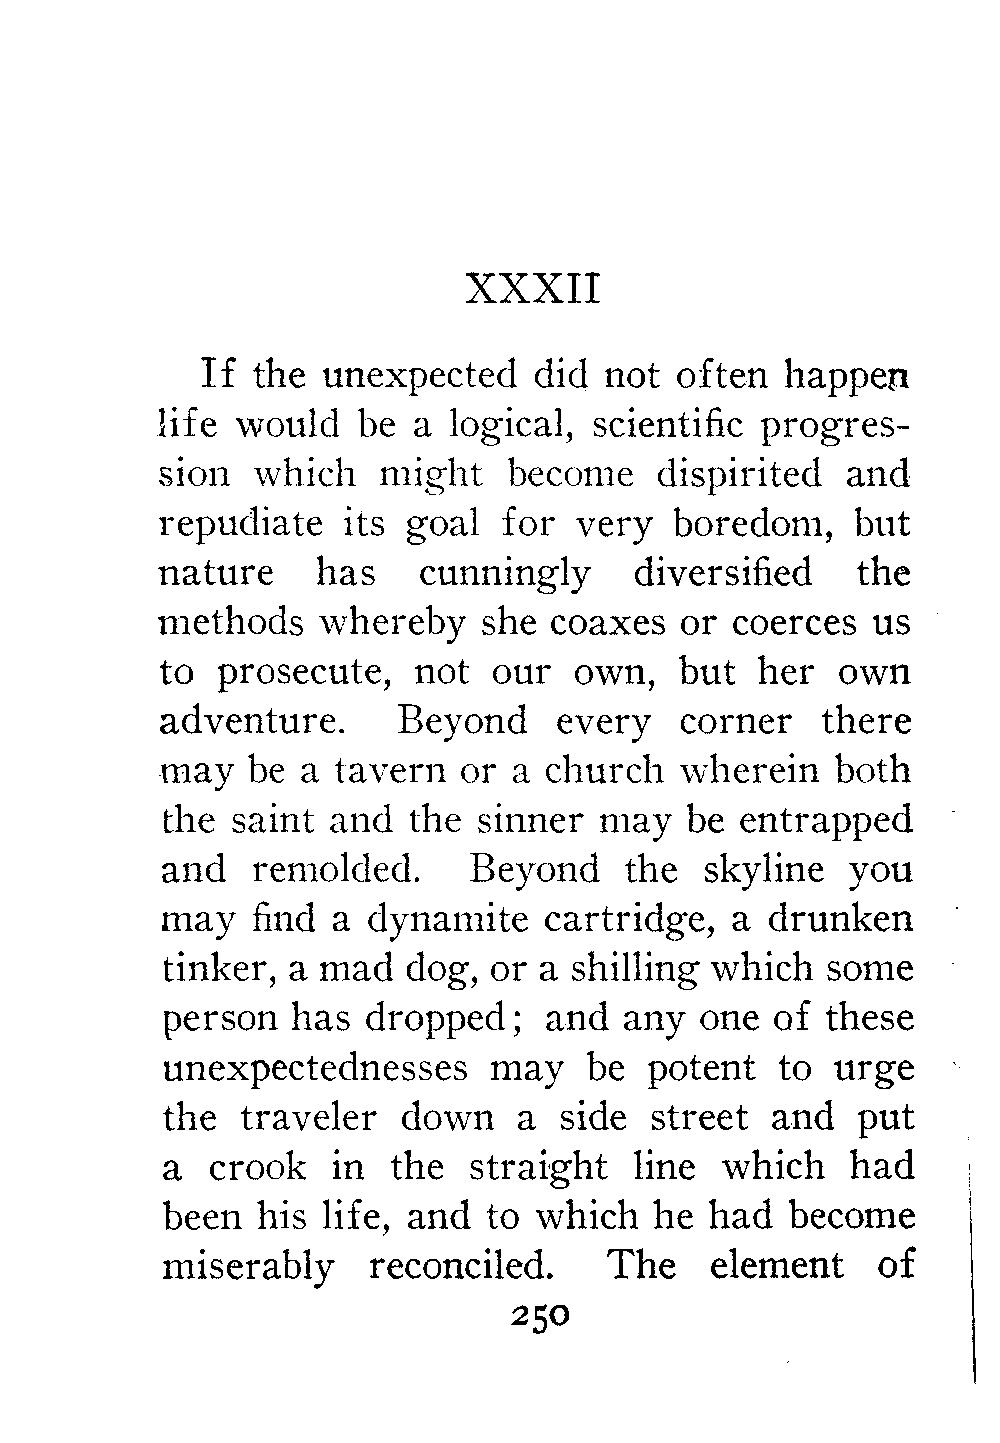 XXXII
If the unexpected did not often happen
life would be a logical, scientific progres-
sion which might become dispirited and
repudiate its goal for very boredom, but
nature has cunningly diversified the
methods whereby she coaxes or coerces us
to prosecute, not our own, but her own
adventure. Beyond every corner there
may be a tavern or a church wherein both
the saint and the sinner may be entrapped
and remolded. Beyond the skyline you
may find a dynamite cartridge, a drunken
tinker, a mad dog, or a shilling which some
person has dropped; and any one of these
unexpectednesses may be potent to urge
the traveler down a side street and put
a crook in the straight line which had
been his life, and to which he had become
miserably reconciled. The element of
250